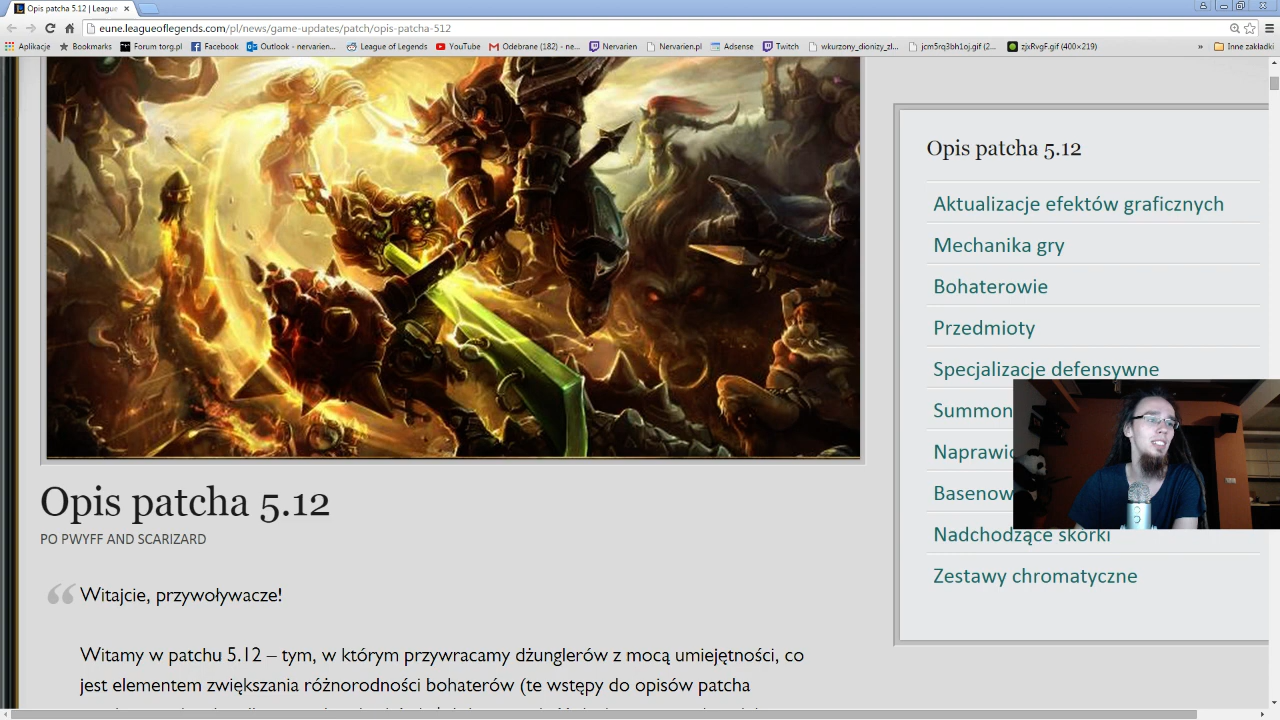 Opis patcha 5.12 | Leagu
eune.leagueoflegends.com/pl/news/game-updates/patch/opis-patcha-512
Aplikacje Bookmarks Forum torg.pl Facebook Outlook - nervarien... League of Legends YouTube Odebrane (182) - ne... Nervarien Nervarien.pl Adsense Twitch wkurzony_dionizy_zl... jcm5rq3bh1oj.gif (2... zjxRvgF.gif (400×219) » Inne zakładki
Opis patcha 5.12
Aktualizacje efektów graficznych
Mechanika gry
Bohaterowie
Przedmioty
Specjalizacje defensywne
Summon
Naprawio
Basenow
Nadchodzące skórki
Zestawy chromatyczne
Opis patcha 5.12
PO PWYFF AND SCARIZARD
“ Witajcie, przywoływacze!
Witamy w patchu 5.12 – tym, w którym przywracamy dżunglerów z mocą umiejętności, co
jest elementem zwiększania różnorodności bohaterów (te wstępy do opisów patcha